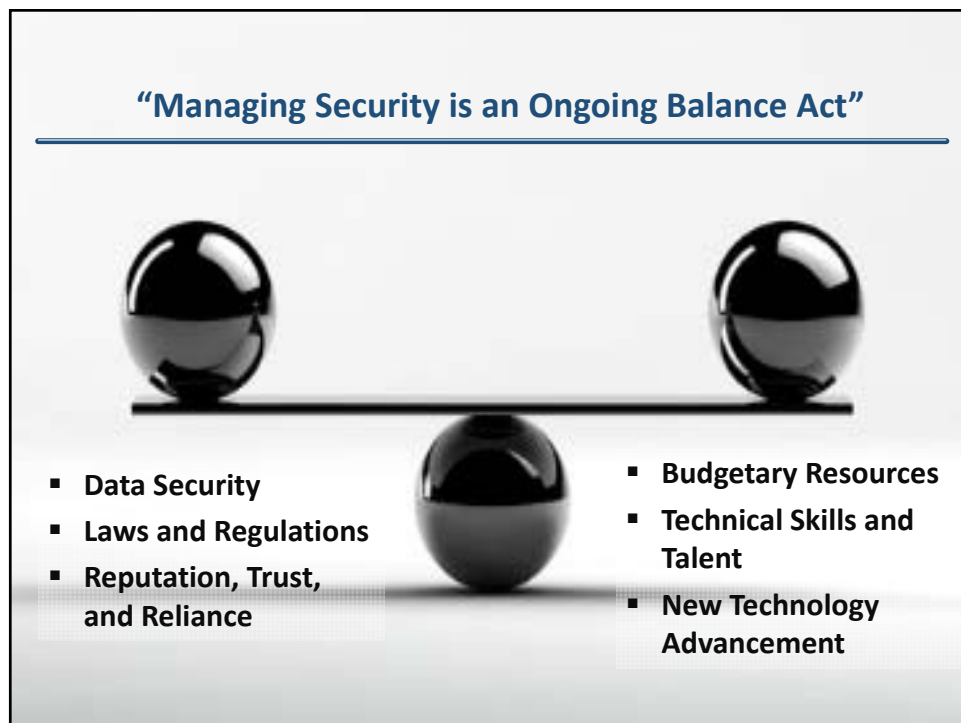 “Managing Security is an Ongoing Balance Act”
▪ Data Security
▪ Laws and Regulations
▪ Reputation, Trust,
and Reliance
▪ Budgetary Resources
▪ Technical Skills and
Talent
▪ New Technology
Advancement